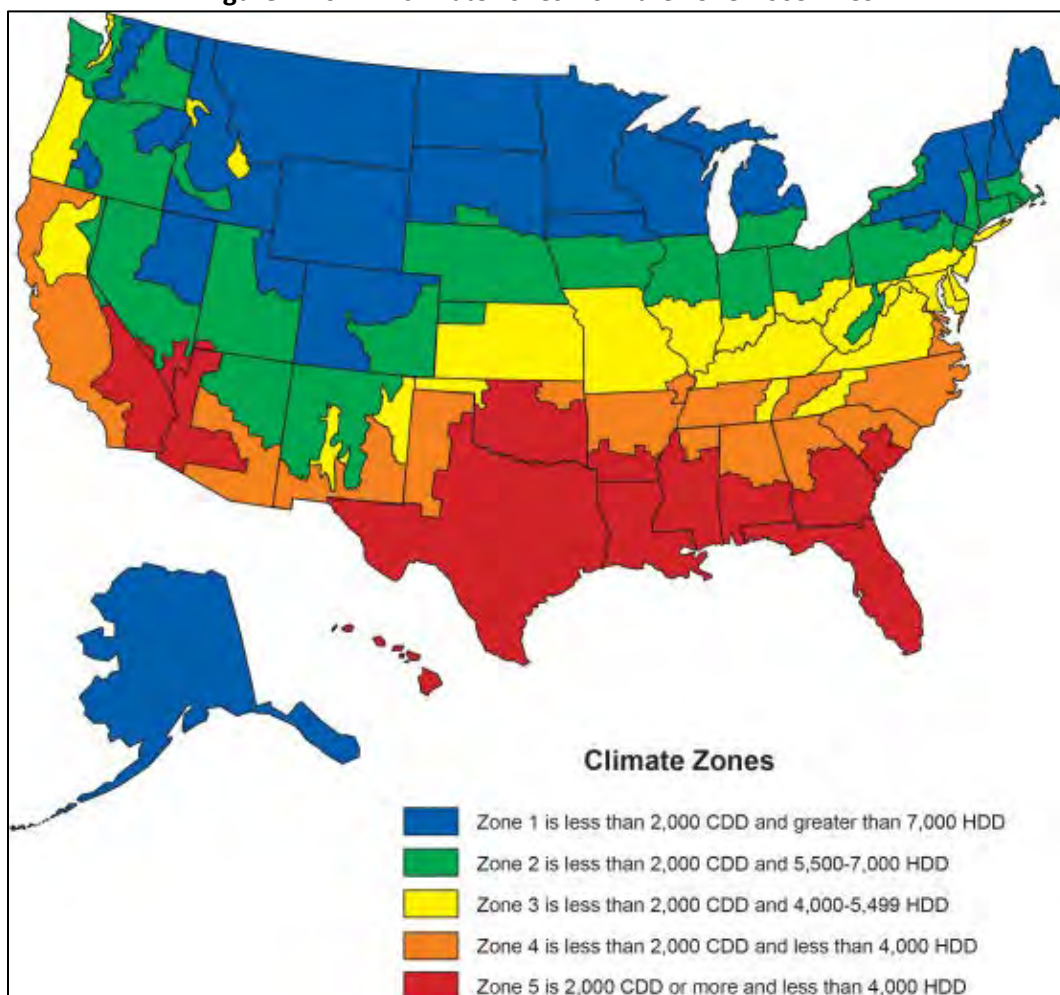 Climate Zones
Zone 1 is less than 2,000 CDD and greater than 7,000 HDD
Zone 2 is less than 2,000 CDD and 5,500-7,000 HDD
Zone 3 is less than 2,000 CDD and 4,000-5,499 HDD
Zone 4 is less than 2,000 CDD and less than 4,000 HDD
Zone 5 is 2,000 CDD or more and less than 4,000 HDD